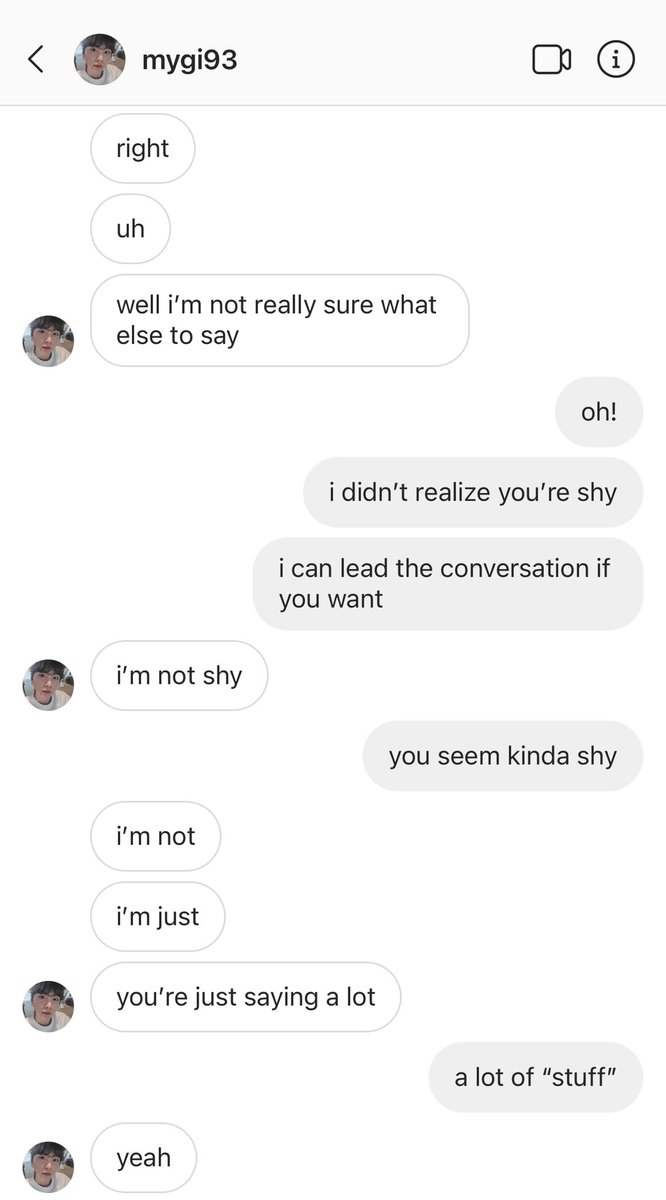 mygi93
right
uh
well i’m not really sure what
else to say
oh!
i didn’t realize you’re shy
i can lead the conversation if
you want
i’m not shy
you seem kinda shy
i’m not
i’m just
you’re just saying a lot
a lot of “stuff”
yeah